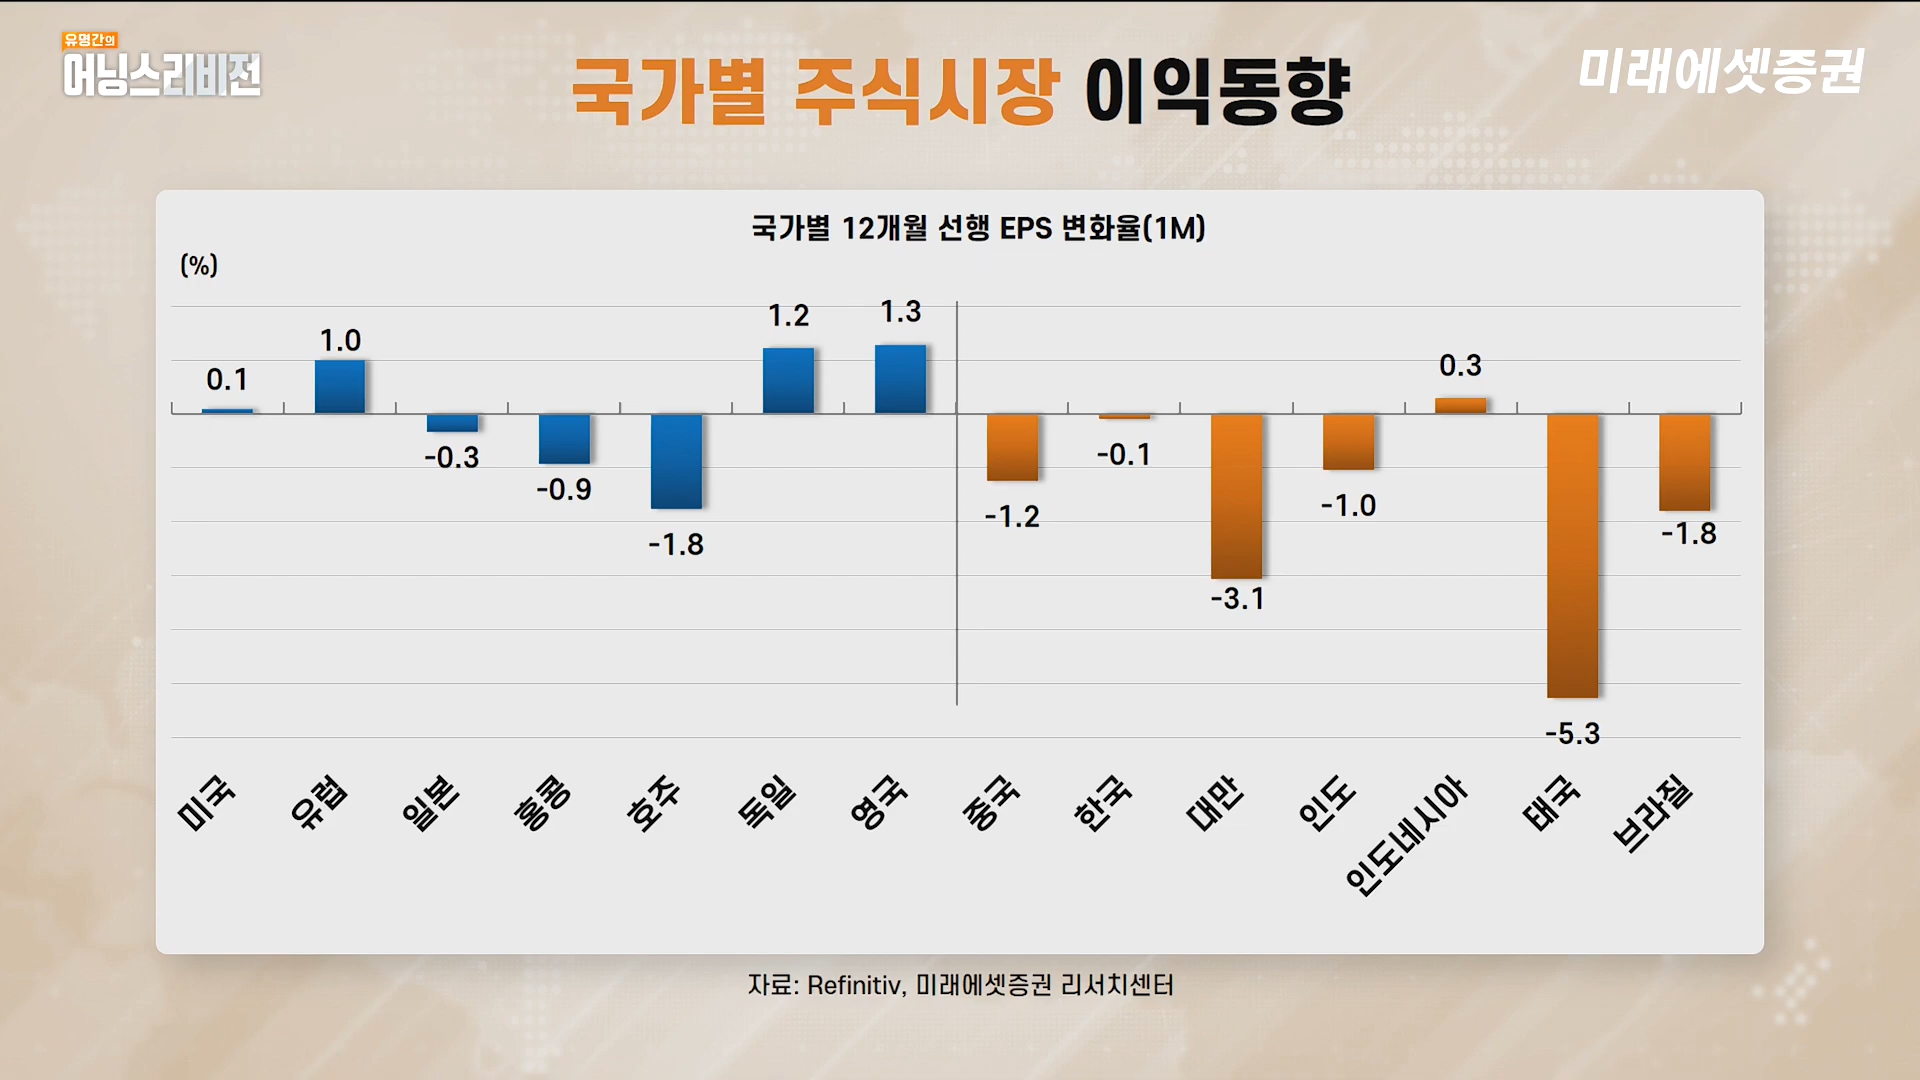 유명간의
어닝스리비전
국가별 주식시장 이익동향
미래에셋증권
국가별 12개월 선행 EPS 변화율(1M)
(%)
0.1
1.0
-0.3
-0.9
-1.8
1.2
1.3
-1.2
-0.1
-3.1
-1.0
0.3
-5.3
-1.8
미국
유럽
일본
홍콩
호주
독일
영국
중국
한국
대만
인도
인도네시아
태국
브라질
자료: Refinitiv, 미래에셋증권 리서치센터